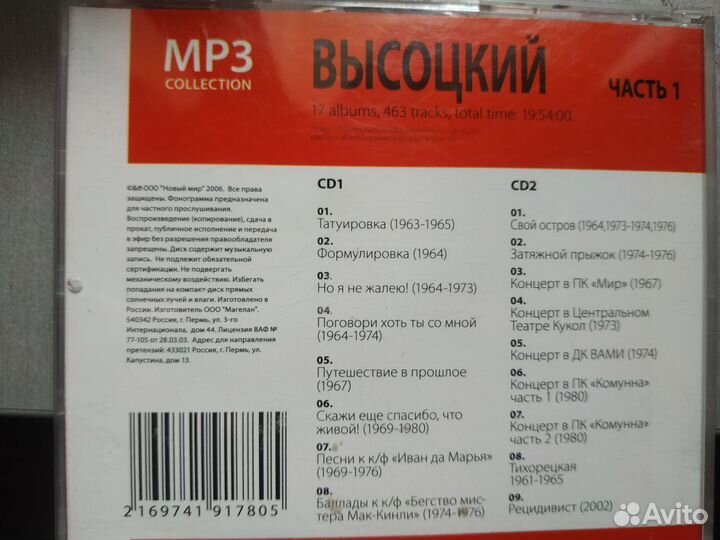 MP3
COLLECTION
ВЫСОЦКИЙ
ЧАСТЬ 1
17 albums, 463 tracks, total time: 19:54:00.
©&℗ ООО "Новый мир" 2006. Все права
защищены. Фонограмма предназначена
для частного прослушивания.
Воспроизведение (копирование), сдача в
прокат, публичное исполнение и передача
в эфир без разрешения правообладателя
запрещены. Диск содержит музыкальную
запись. Не подлежит обязательной
сертификации. Не подвергать
механическому воздействию. Избегать
попадания на компакт-диск прямых
солнечных лучей и влаги. Изготовлено в
России. Изготовитель ООО "Магелан".
540342 Россия, г. Пермь, ул. 3-го
Интернационала, дом 44. Лицензия ВАФ №
77-105 от 28.03.03. Адрес для направления
претензий: 433021 Россия, г. Пермь, ул.
Капустина, дом 13.
2 169741 917805
CD1
01.
Татуировка (1963-1965)
02.
Формулировка (1964)
03.
Но я не жалею! (1964-1973)
04.
Поговори хоть ты со мной
(1964-1974)
05.
Путешествие в прошлое
(1967)
06.
Скажи еще спасибо, что
живой! (1969-1980)
07.
Песни к к/ф «Иван да Марья»
(1969-1976)
08.
Баллады к к/ф «Бегство мис-
тера Мак-Кинли» (1974-1976)
CD2
01.
Свой остров (1964,1973-1974,1976)
02.
Затяжной прыжок (1974-1976)
03.
Концерт в ПК «Мир» (1967)
04.
Концерт в Центральном
Театре Кукол (1973)
05.
Концерт в ДК ВАМИ (1974)
06.
Концерт в ПК «Комунна»
часть 1 (1980)
07.
Концерт в ПК «Комунна»
часть 2 (1980)
08.
Тихорецкая
1961-1965
09.
Рецидивист (2002)
Avito